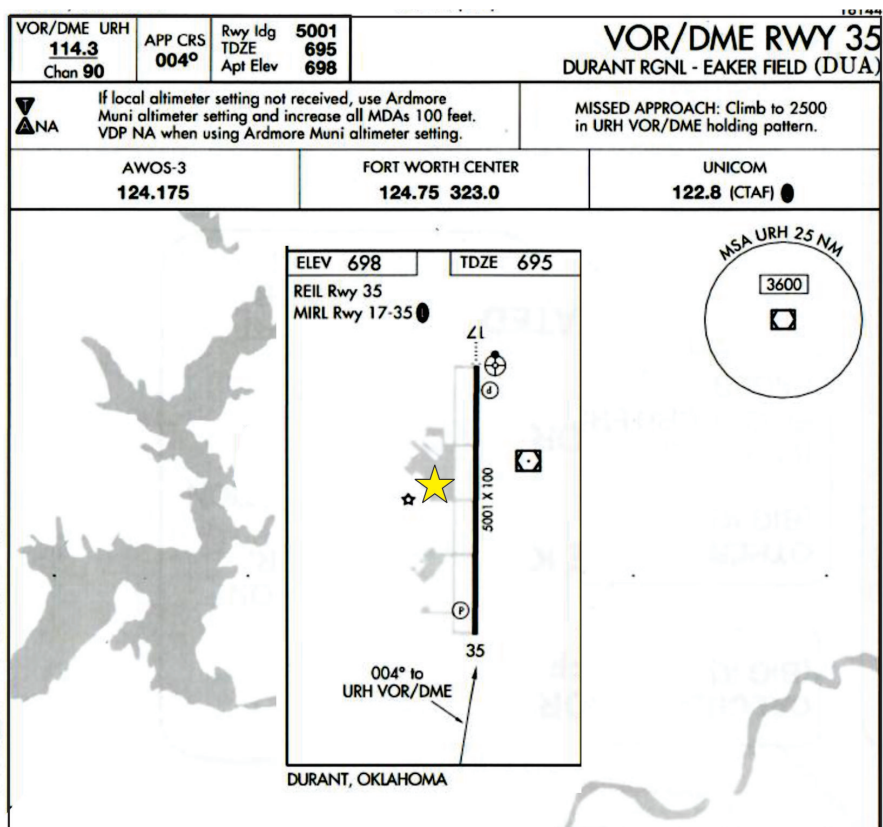 18144
VOR/DME URH
114.3
Chan 90
APP CRS
004°
Rwy ldg 5001
TDZE 695
Apt Elev 698
VOR/DME RWY 35
DURANT RGNL - EAKER FIELD (DUA)
T
A NA
If local altimeter setting not received, use Ardmore
Muni altimeter setting and increase all MDAs 100 feet.
VDP NA when using Ardmore Muni altimeter setting.
MISSED APPROACH: Climb to 2500
in URH VOR/DME holding pattern.
AWOS-3
124.175
FORT WORTH CENTER
124.75 323.0
UNICOM
122.8 (CTAF)
MSA URH 25 NM
3600
ELEV 698
TDZE 695
REIL Rwy 35
MIRL Rwy 17-35
17
P
5001 X 100
P
35
004° to
URH VOR/DME
DURANT, OKLAHOMA